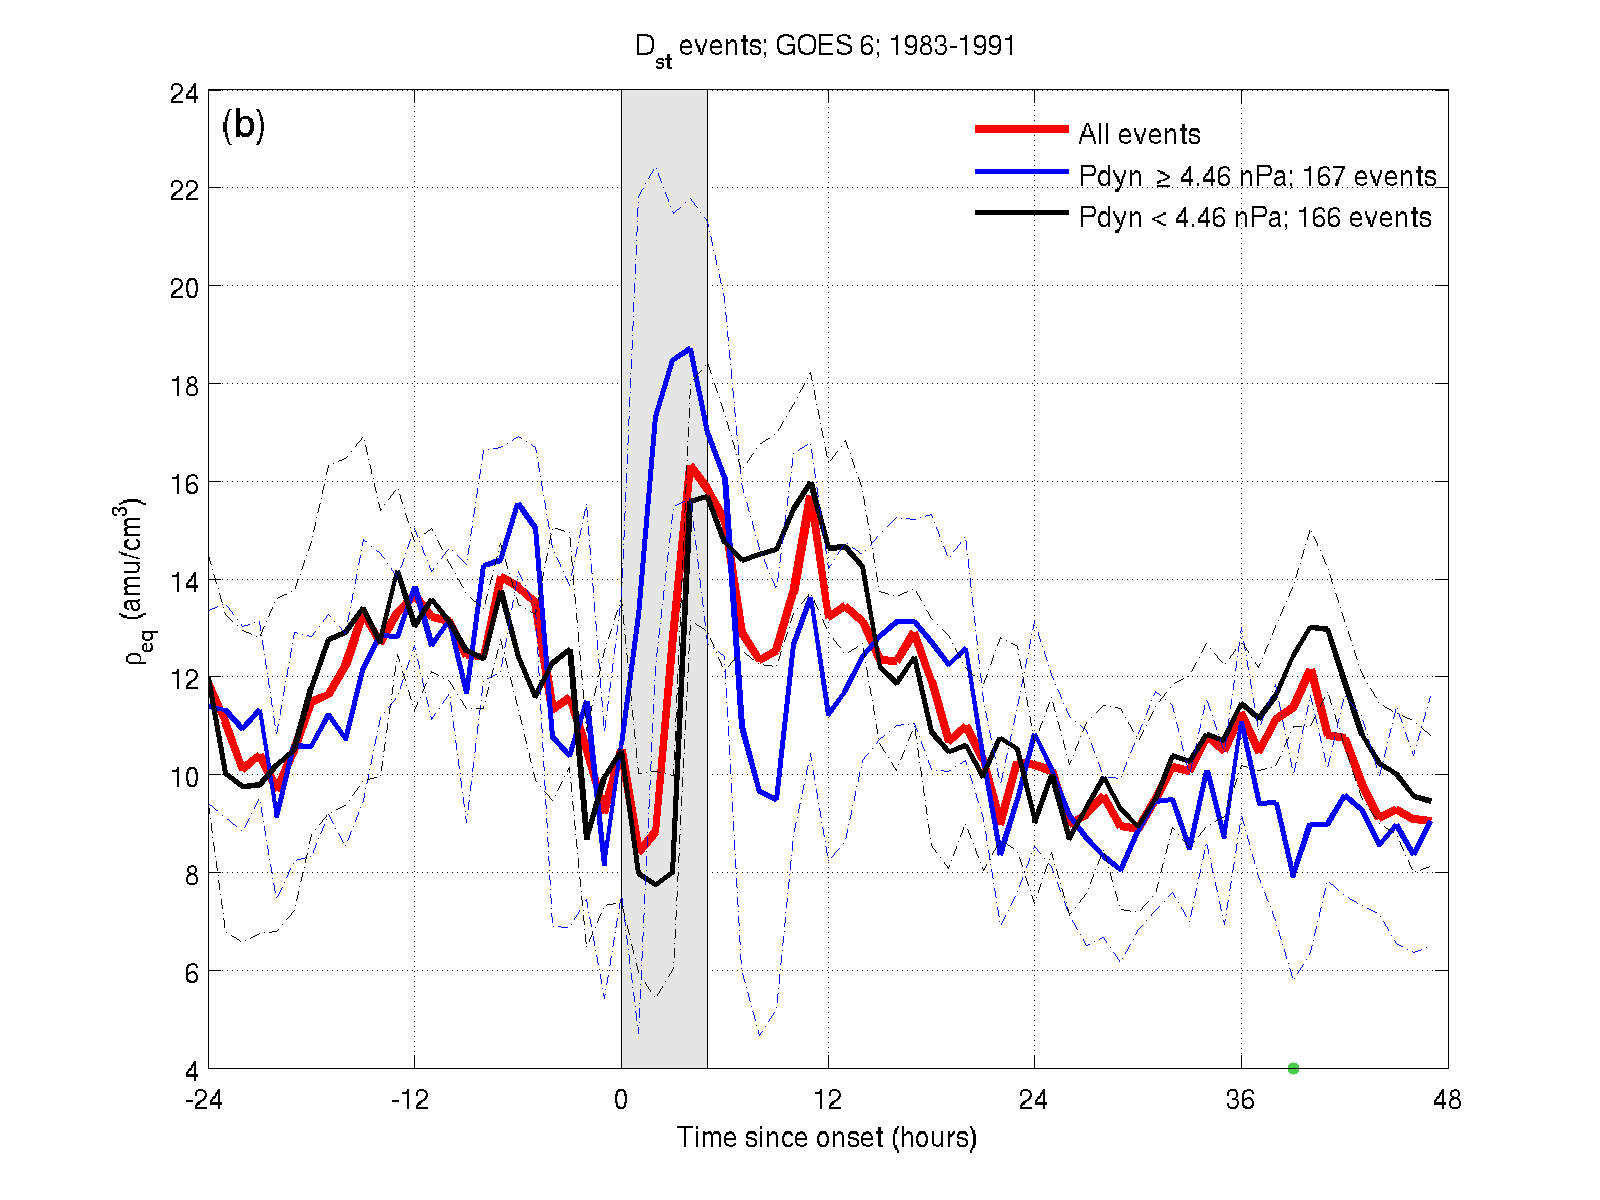 D_st events; GOES 6; 1983-1991
(b)
All events
Pdyn ≥ 4.46 nPa; 167 events
Pdyn < 4.46 nPa; 166 events
24
22
20
18
16
14
12
10
8
6
4
ρ_eq (amu/cm^3)
-24 -12 0 12 24 36 48
Time since onset (hours)